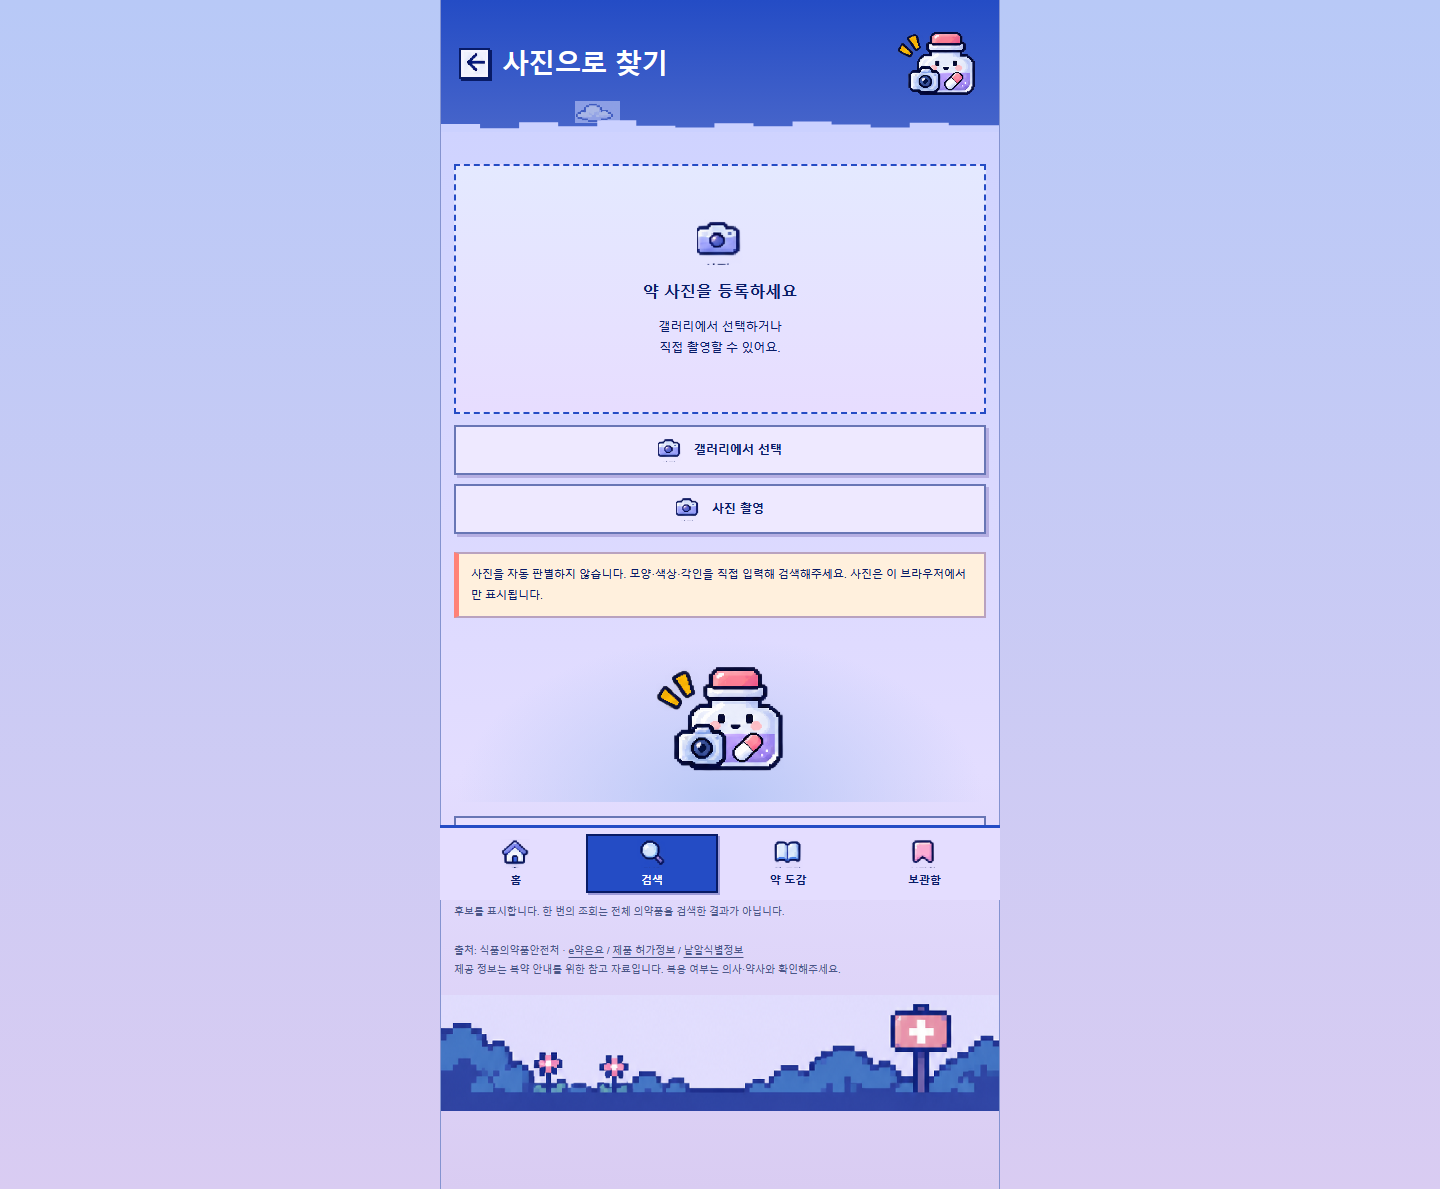 사진으로 찾기
약 사진을 등록하세요
갤러리에서 선택하거나
직접 촬영할 수 있어요.
갤러리에서 선택
사진 촬영
사진을 자동 판별하지 않습니다. 모양·색상·각인을 직접 입력해 검색해주세요. 사진은 이 브라우저에서
만 표시됩니다.
홈
검색
약 도감
보관함
후보를 표시합니다. 한 번의 조회는 전체 의약품을 검색한 결과가 아닙니다.
출처: 식품의약품안전처 · e약은요 / 제품 허가정보 / 낱알식별정보
제공 정보는 복약 안내를 위한 참고 자료입니다. 복용 여부는 의사·약사와 확인해주세요.